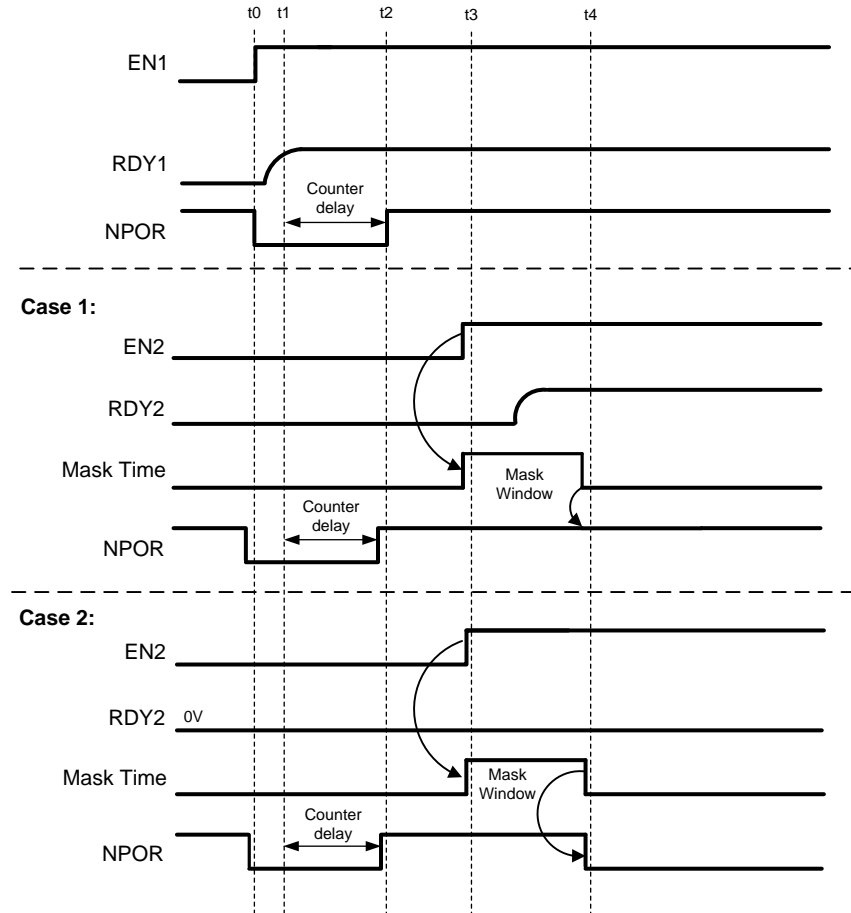 t0 t1 t2 t3 t4
EN1
RDY1
Counter
delay
NPOR
Case 1:
EN2
RDY2
Mask Time
Mask
Window
Counter
delay
NPOR
Case 2:
EN2
RDY2 0V
Mask Time
Mask
Window
Counter
delay
NPOR